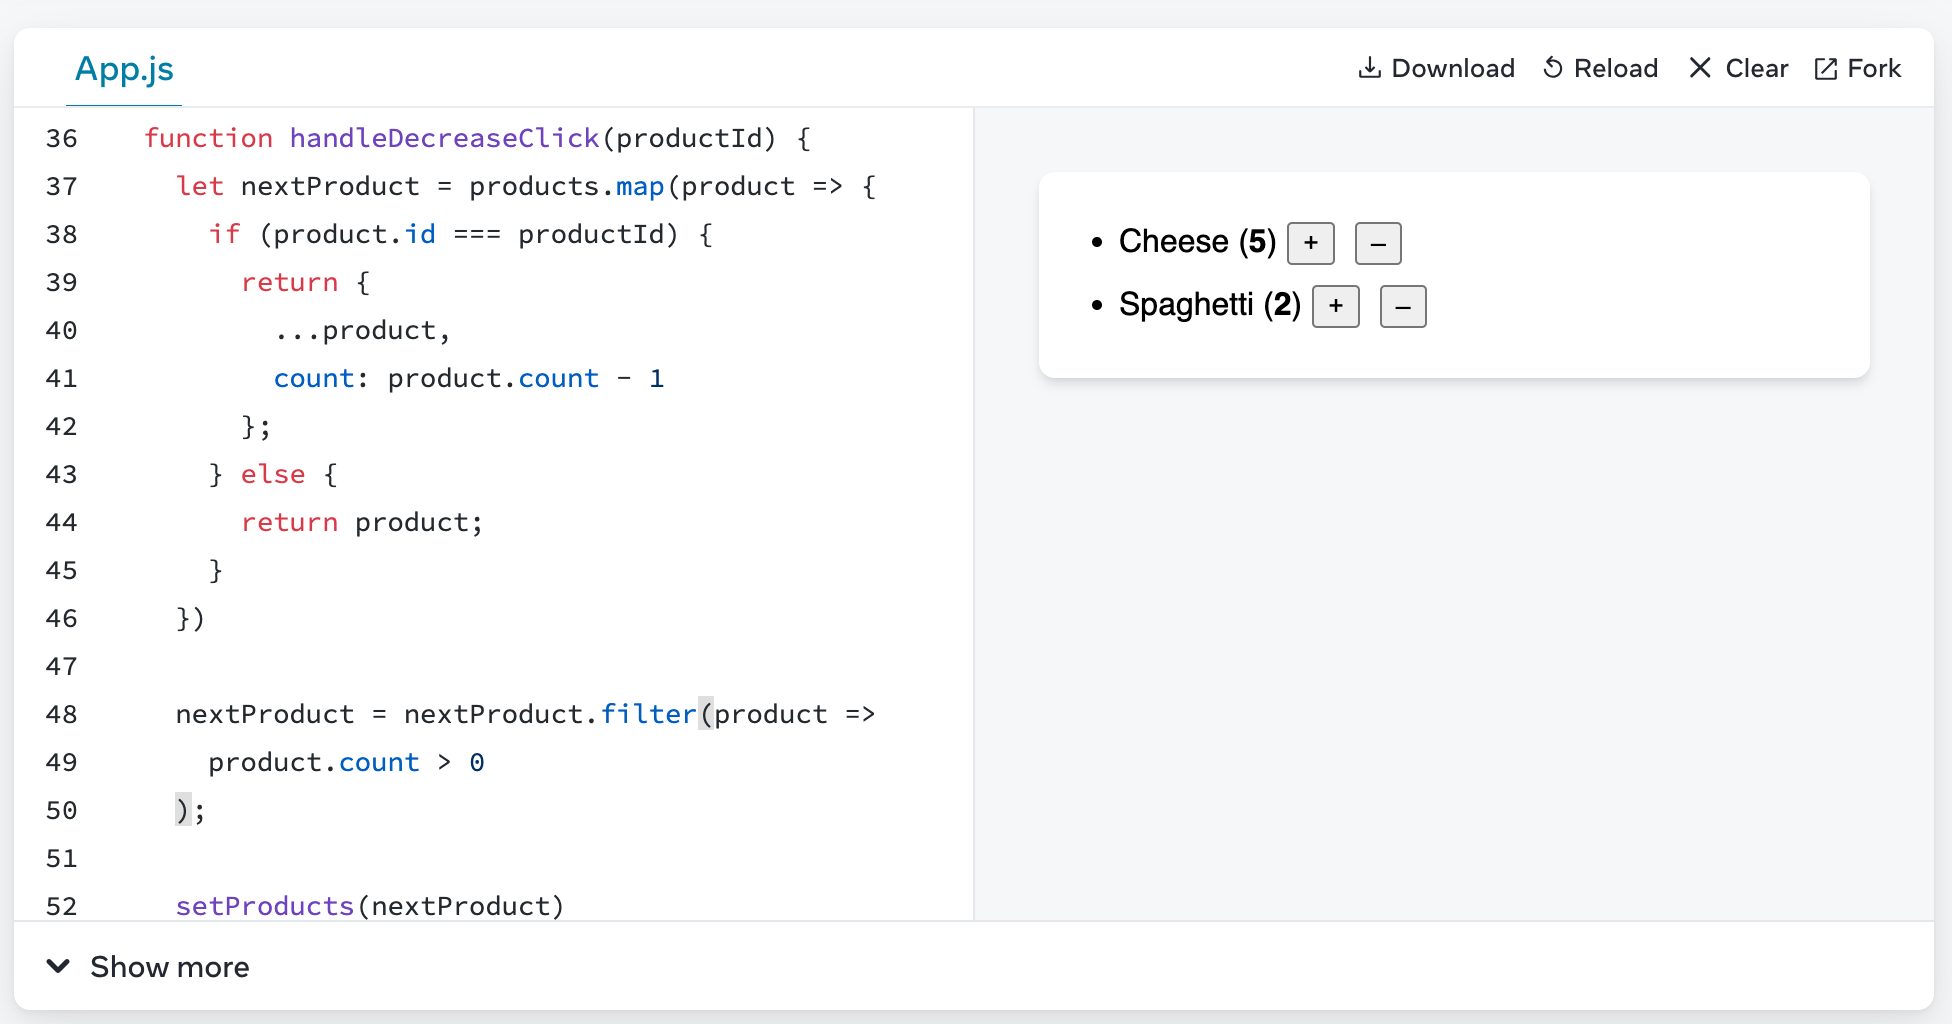 App.js
Download
Reload
Clear
Fork
36 function handleDecreaseClick(productId) {
37 let nextProduct = products.map(product => {
38 if (product.id === productId) {
39 return {
40 ...product,
41 count: product.count - 1
42 };
43 } else {
44 return product;
45 }
46 })
47
48 nextProduct = nextProduct.filter(product =>
49 product.count > 0
50 );
51
52 setProducts(nextProduct)
Show more
• Cheese (5) + –
• Spaghetti (2) + –